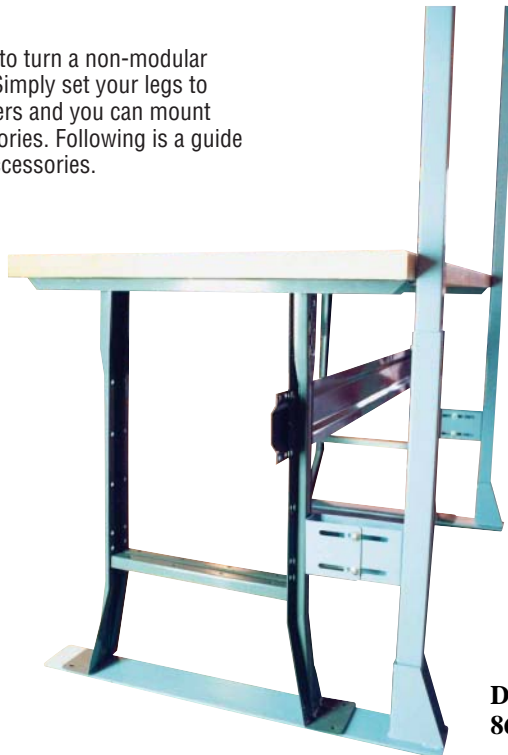 to turn a non-modular
Simply set your legs to
ers and you can mount
ories. Following is a guide
ccessories.
D
86